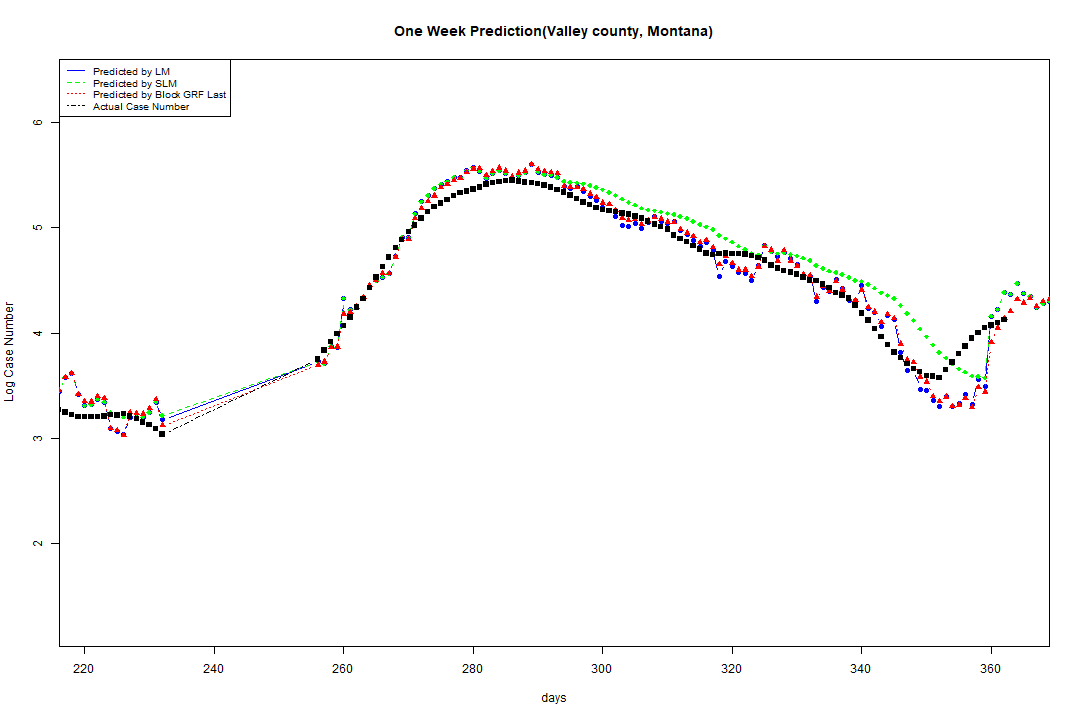 One Week Prediction(Valley county, Montana)
Predicted by LM
Predicted by SLM
Predicted by Block GRF Last
Actual Case Number
6
5
4
3
2
Log Case Number
220 240 260 280 300 320 340 360
days